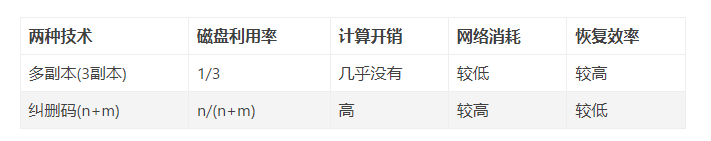 两种技术 磁盘利用率 计算开销 网络消耗 恢复效率
多副本(3副本) 1/3 几乎没有 较低 较高
纠删码(n+m) n/(n+m) 高 较高 较低